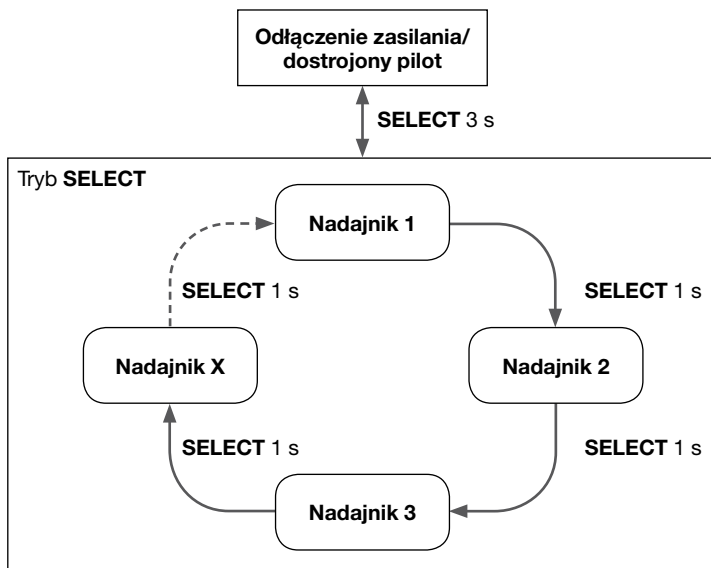 Odłączenie zasilania/
dostrojony pilot
SELECT 3 s
Tryb SELECT
Nadajnik 1
SELECT 1 s
SELECT 1 s
Nadajnik X
Nadajnik 2
SELECT 1 s
SELECT 1 s
Nadajnik 3